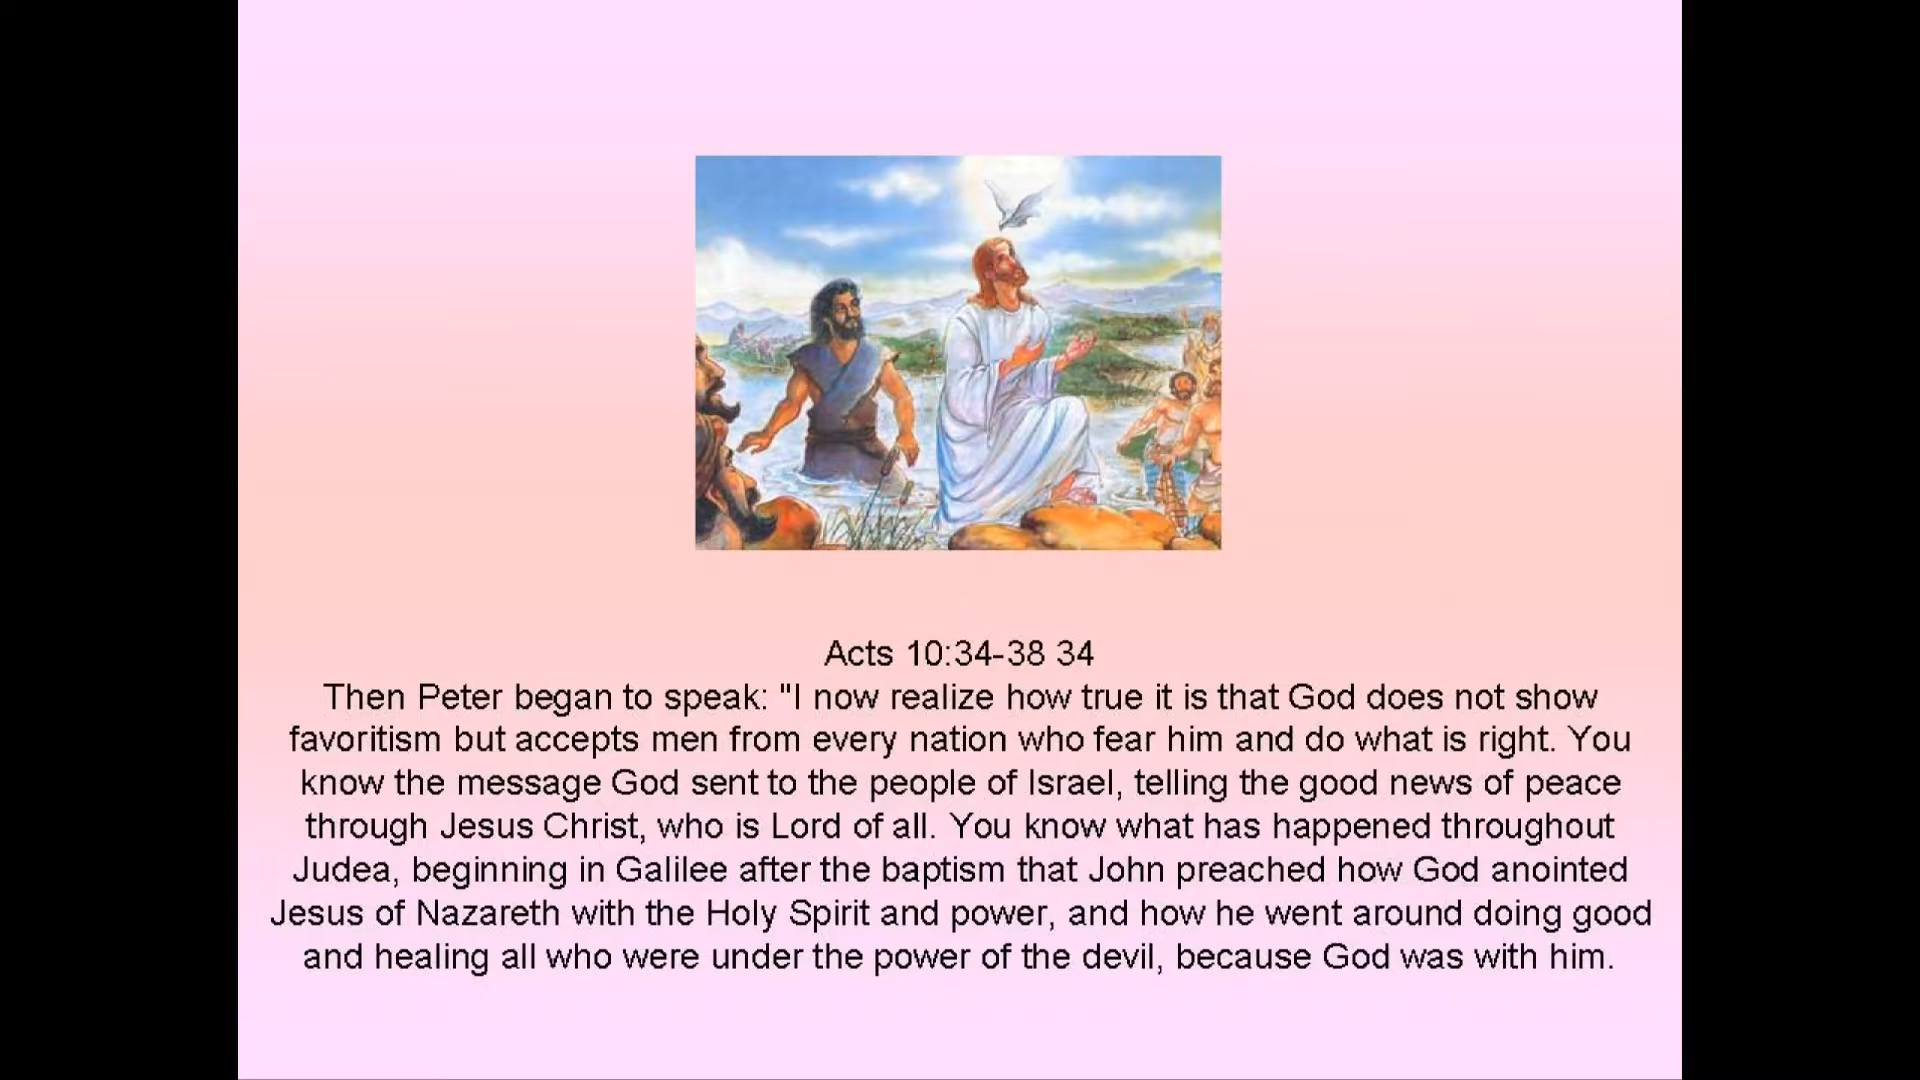 Acts 10:34-38 34
Then Peter began to speak: "I now realize how true it is that God does not show
favoritism but accepts men from every nation who fear him and do what is right. You
know the message God sent to the people of Israel, telling the good news of peace
through Jesus Christ, who is Lord of all. You know what has happened throughout
Judea, beginning in Galilee after the baptism that John preached how God anointed
Jesus of Nazareth with the Holy Spirit and power, and how he went around doing good
and healing all who were under the power of the devil, because God was with him.